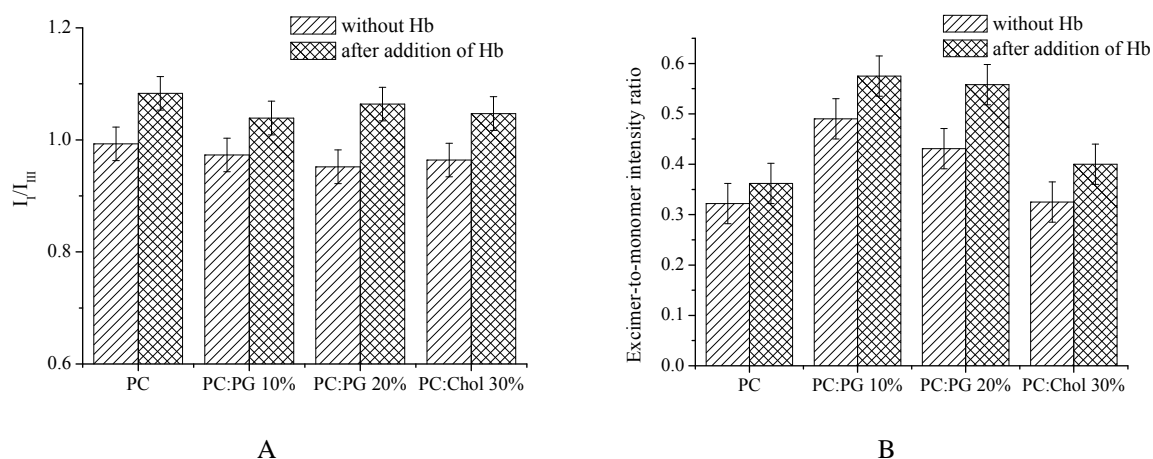 without Hb
after addition of Hb
1.2
1.0
0.8
0.6
I_I/I_III
PC PC:PG 10% PC:PG 20% PC:Chol 30%
A
without Hb
after addition of Hb
0.6
0.5
0.4
0.3
0.2
0.1
0.0
Excimer-to-monomer intensity ratio
PC PC:PG 10% PC:PG 20% PC:Chol 30%
B